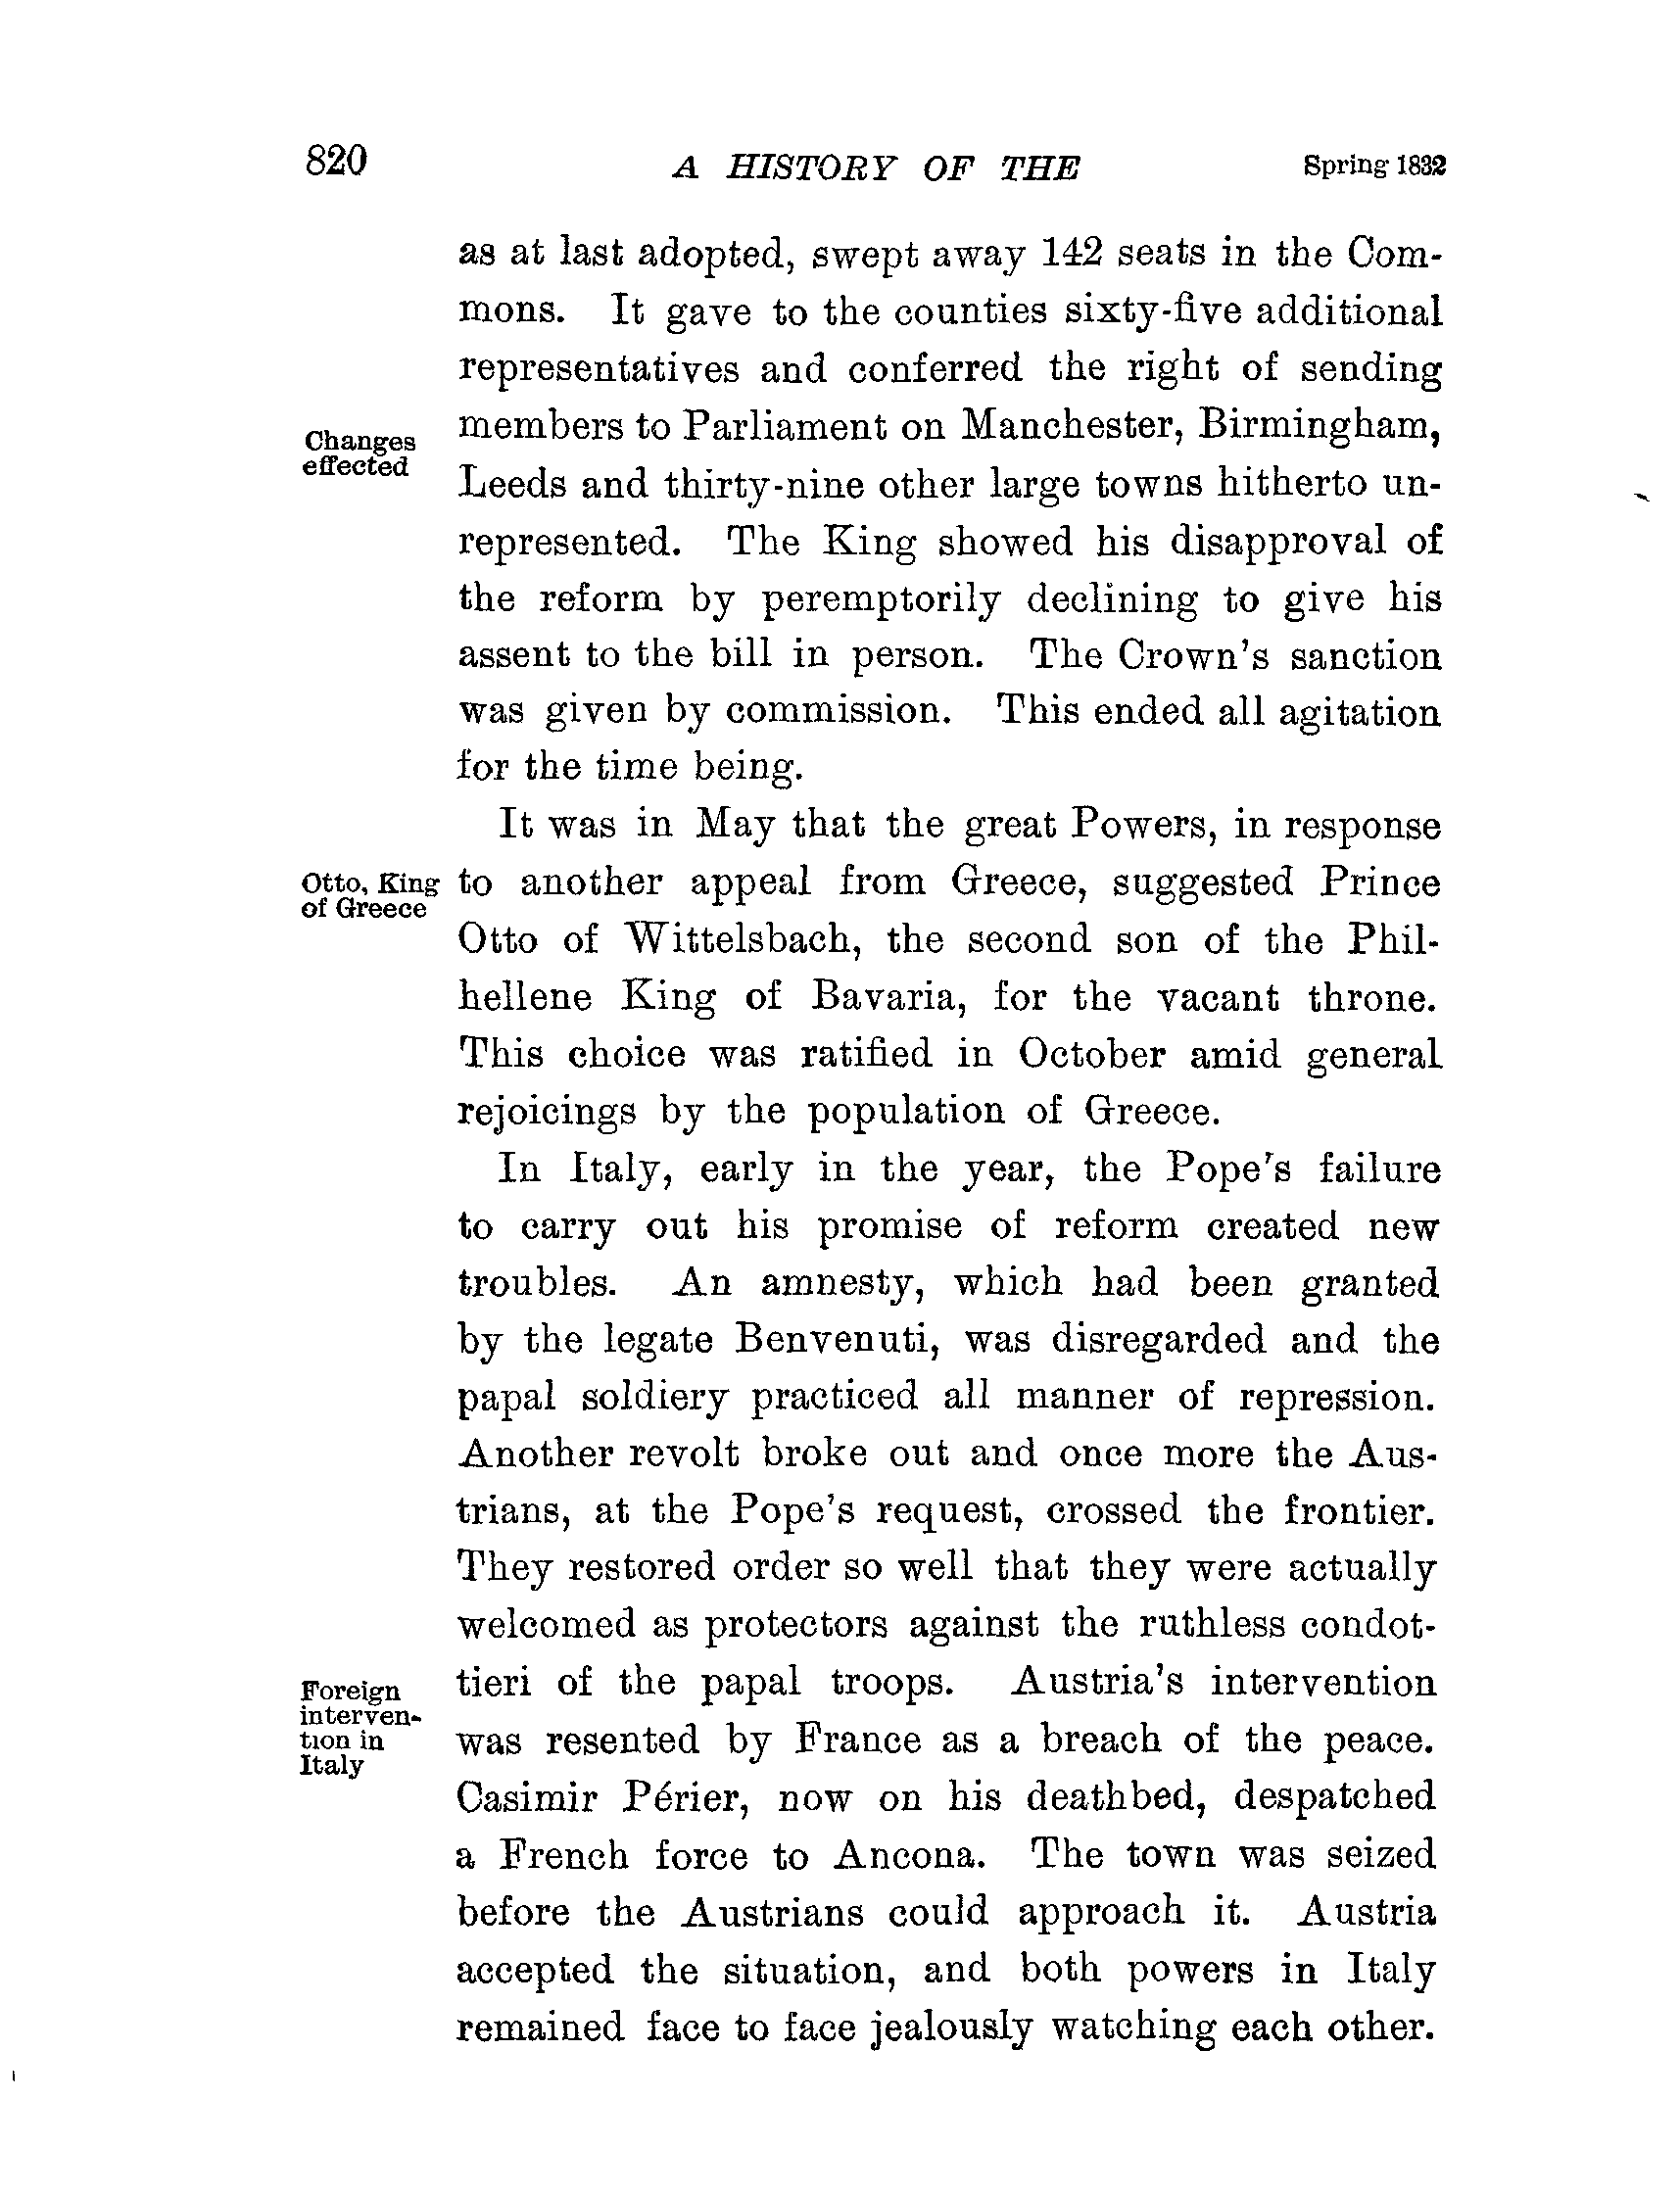 820
A HISTORY OF THE
Spring 1832
as at last adopted, swept away 142 seats in the Com-
mons. It gave to the counties sixty-five additional
representatives and conferred the right of sending
Changes
effected
members to Parliament on Manchester, Birmingham,
Leeds and thirty-nine other large towns hitherto un-
represented. The King showed his disapproval of
the reform by peremptorily declining to give his
assent to the bill in person. The Crown's sanction
was given by commission. This ended all agitation
for the time being.
It was in May that the great Powers, in response
Otto, King
of Greece
to another appeal from Greece, suggested Prince
Otto of Wittelsbach, the second son of the Phil-
hellene King of Bavaria, for the vacant throne.
This choice was ratified in October amid general
rejoicings by the population of Greece.
In Italy, early in the year, the Pope's failure
to carry out his promise of reform created new
troubles. An amnesty, which had been granted
by the legate Benvenuti, was disregarded and the
papal soldiery practiced all manner of repression.
Another revolt broke out and once more the Aus-
trians, at the Pope's request, crossed the frontier.
They restored order so well that they were actually
welcomed as protectors against the ruthless condot-
Foreign
interven-
tion in
Italy
tieri of the papal troops. Austria's intervention
was resented by France as a breach of the peace.
Casimir Périer, now on his deathbed, despatched
a French force to Ancona. The town was seized
before the Austrians could approach it. Austria
accepted the situation, and both powers in Italy
remained face to face jealously watching each other.